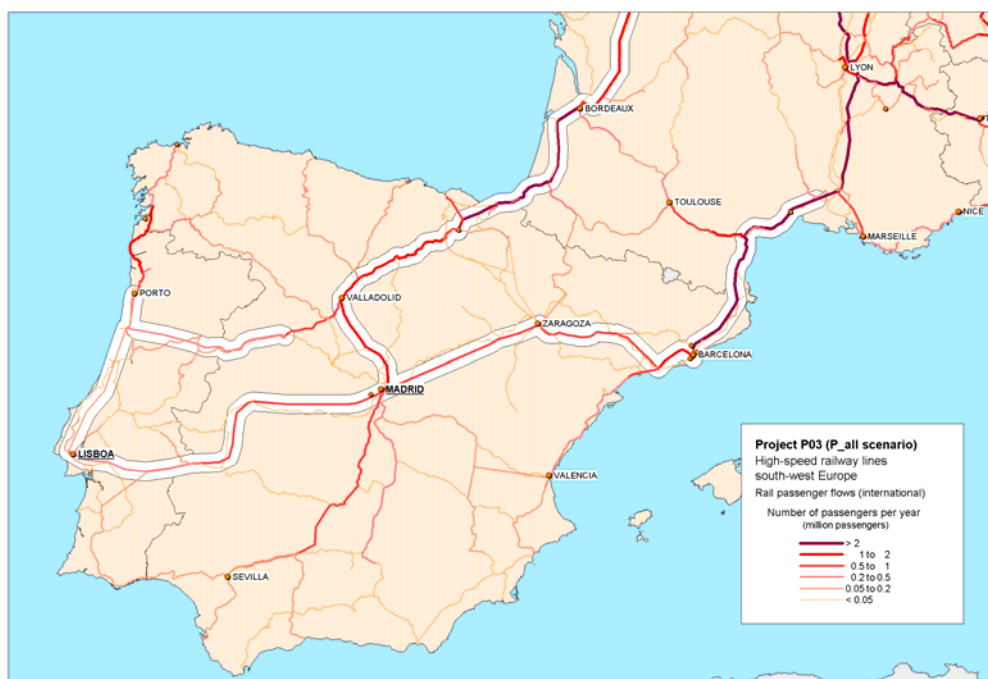 LYON
BORDEAUX
TOULOUSE
NICE
MARSEILLE
PORTO
VALLADOLID
ZARAGOZA
BARCELONA
MADRID
LISBOA
VALENCIA
SEVILLA
Project P03 (P_all scenario)
High-speed railway lines
south-west Europe
Rail passenger flows (international)
Number of passengers per year
(million passengers)
> 2
1 to 2
0.5 to 1
0.2 to 0.5
0.05 to 0.2
< 0.05